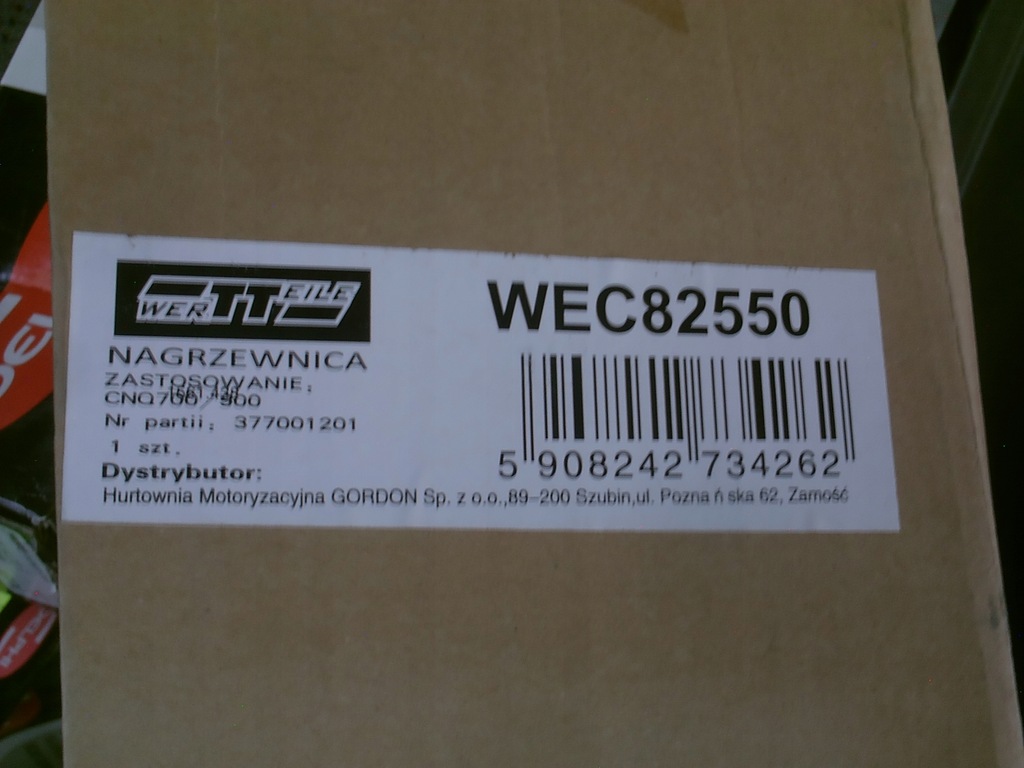 WERTTEILE
WEC82550
NAGRZEWNICA
ZASTOSOWANIE:
Nr partii: 377001201
1 szt.
5 908242 734262
Dystrybutor:
Hurtownia Motoryzacyjna GORDON Sp. z o.o.,89-200 Szubin,ul. Pozna ń ska 62, Zamość
DELPHI